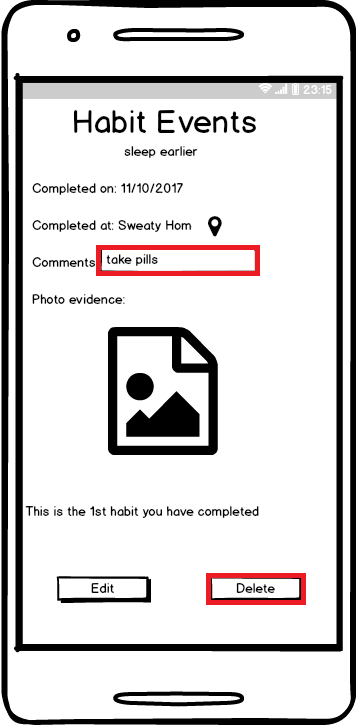 23:15
Habit Events
sleep earlier
Completed on: 11/10/2017
Completed at: Sweaty Hom
Comments take pills
Photo evidence:
This is the 1st habit you have completed
Edit Delete